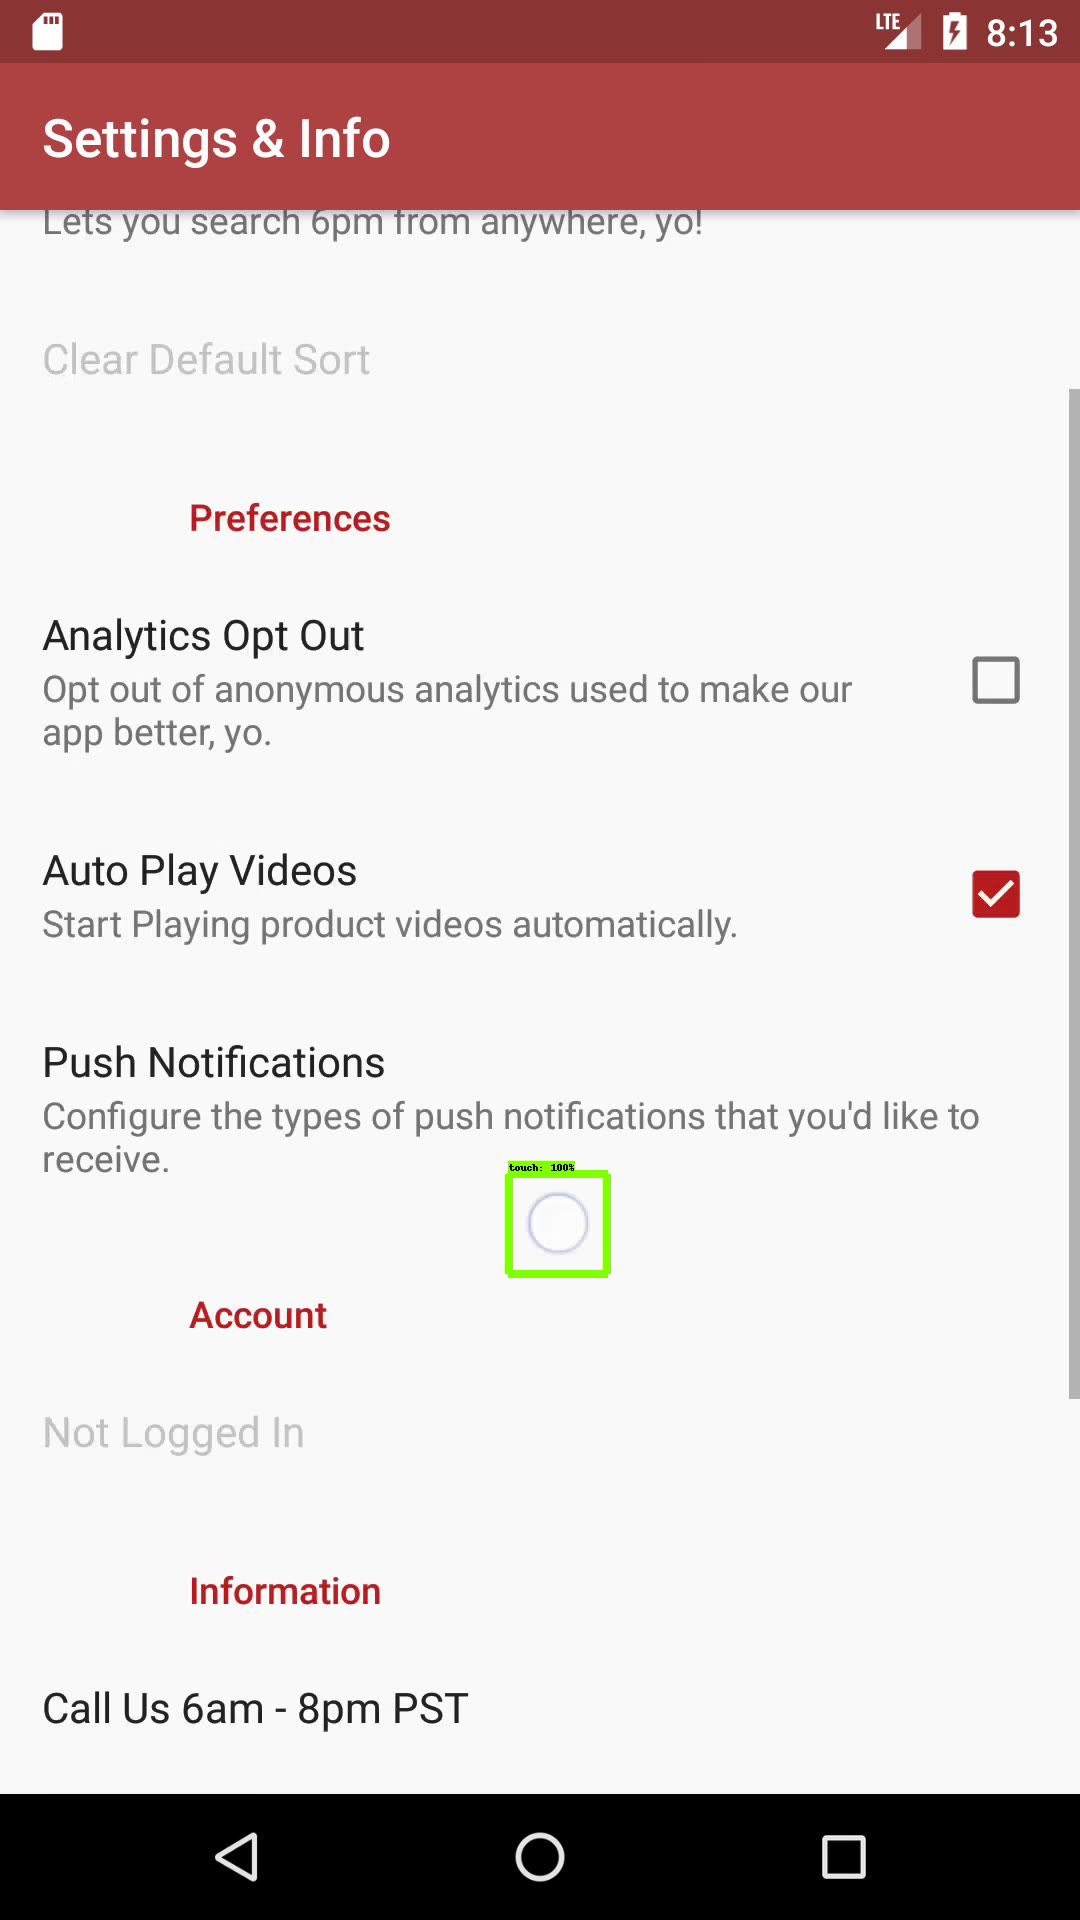 LTE 8:13
Settings & Info
Lets you search 6pm from anywhere, yo!
Clear Default Sort
Preferences
Analytics Opt Out
Opt out of anonymous analytics used to make our
app better, yo.
Auto Play Videos
Start Playing product videos automatically.
Push Notifications
Configure the types of push notifications that you'd like to
receive.
touch: 100%
Account
Not Logged In
Information
Call Us 6am - 8pm PST